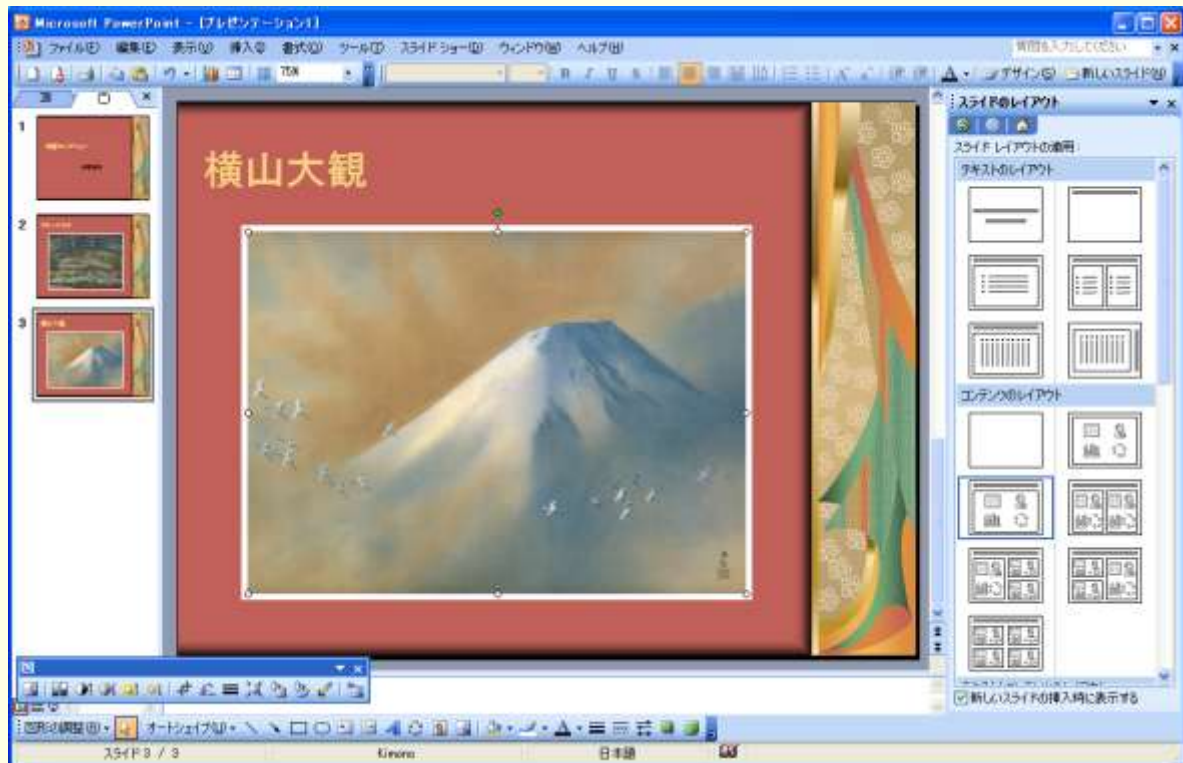 Microsoft PowerPoint - [プレゼンテーション1]
ファイル(F) 編集(E) 表示(V) 挿入(I) 書式(O) ツール(T) スライド ショー(D) ウィンドウ(W) ヘルプ(H) 質問を入力してください
75% B I U S A デザイン(S) 新しいスライド(N)
スライドのレイアウト
スライド レイアウトの適用:
テキストのレイアウト
1
横山大観
2
3
コンテンツのレイアウト
新しいスライドの挿入時に表示する
図形の調整(R) オートシェイプ(U) A
スライド 3 / 3 Kimono 日本語